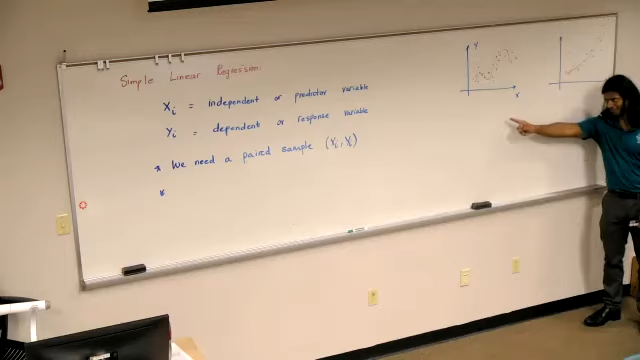 Simple Linear Regression:
Xi = independent or predictor variable
Yi = dependent or response variable
* We need a paired sample (Xi, Yi)
*
Y
X